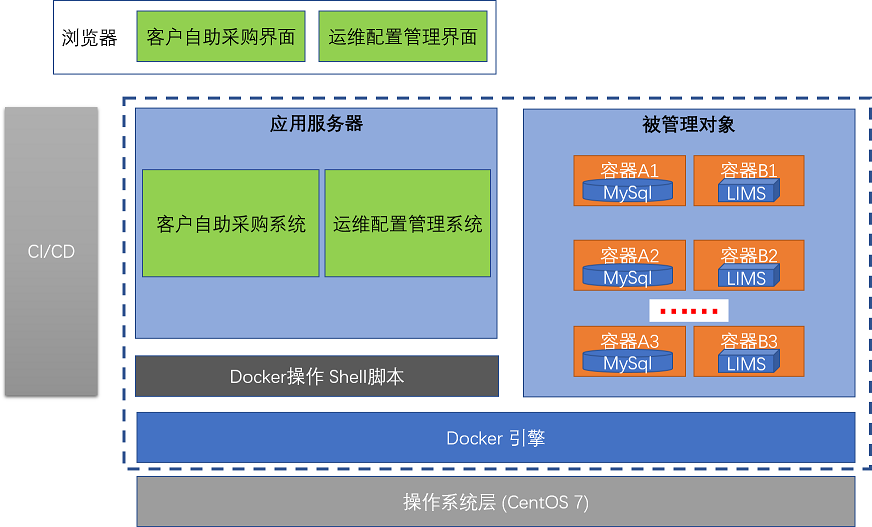 浏览器
客户自助采购界面
运维配置管理界面
CI/CD
应用服务器
客户自助采购系统
运维配置管理系统
Docker操作 Shell脚本
被管理对象
容器A1
MySql
容器B1
LIMS
容器A2
MySql
容器B2
LIMS
······
容器A3
MySql
容器B3
LIMS
Docker 引擎
操作系统层 (CentOS 7)